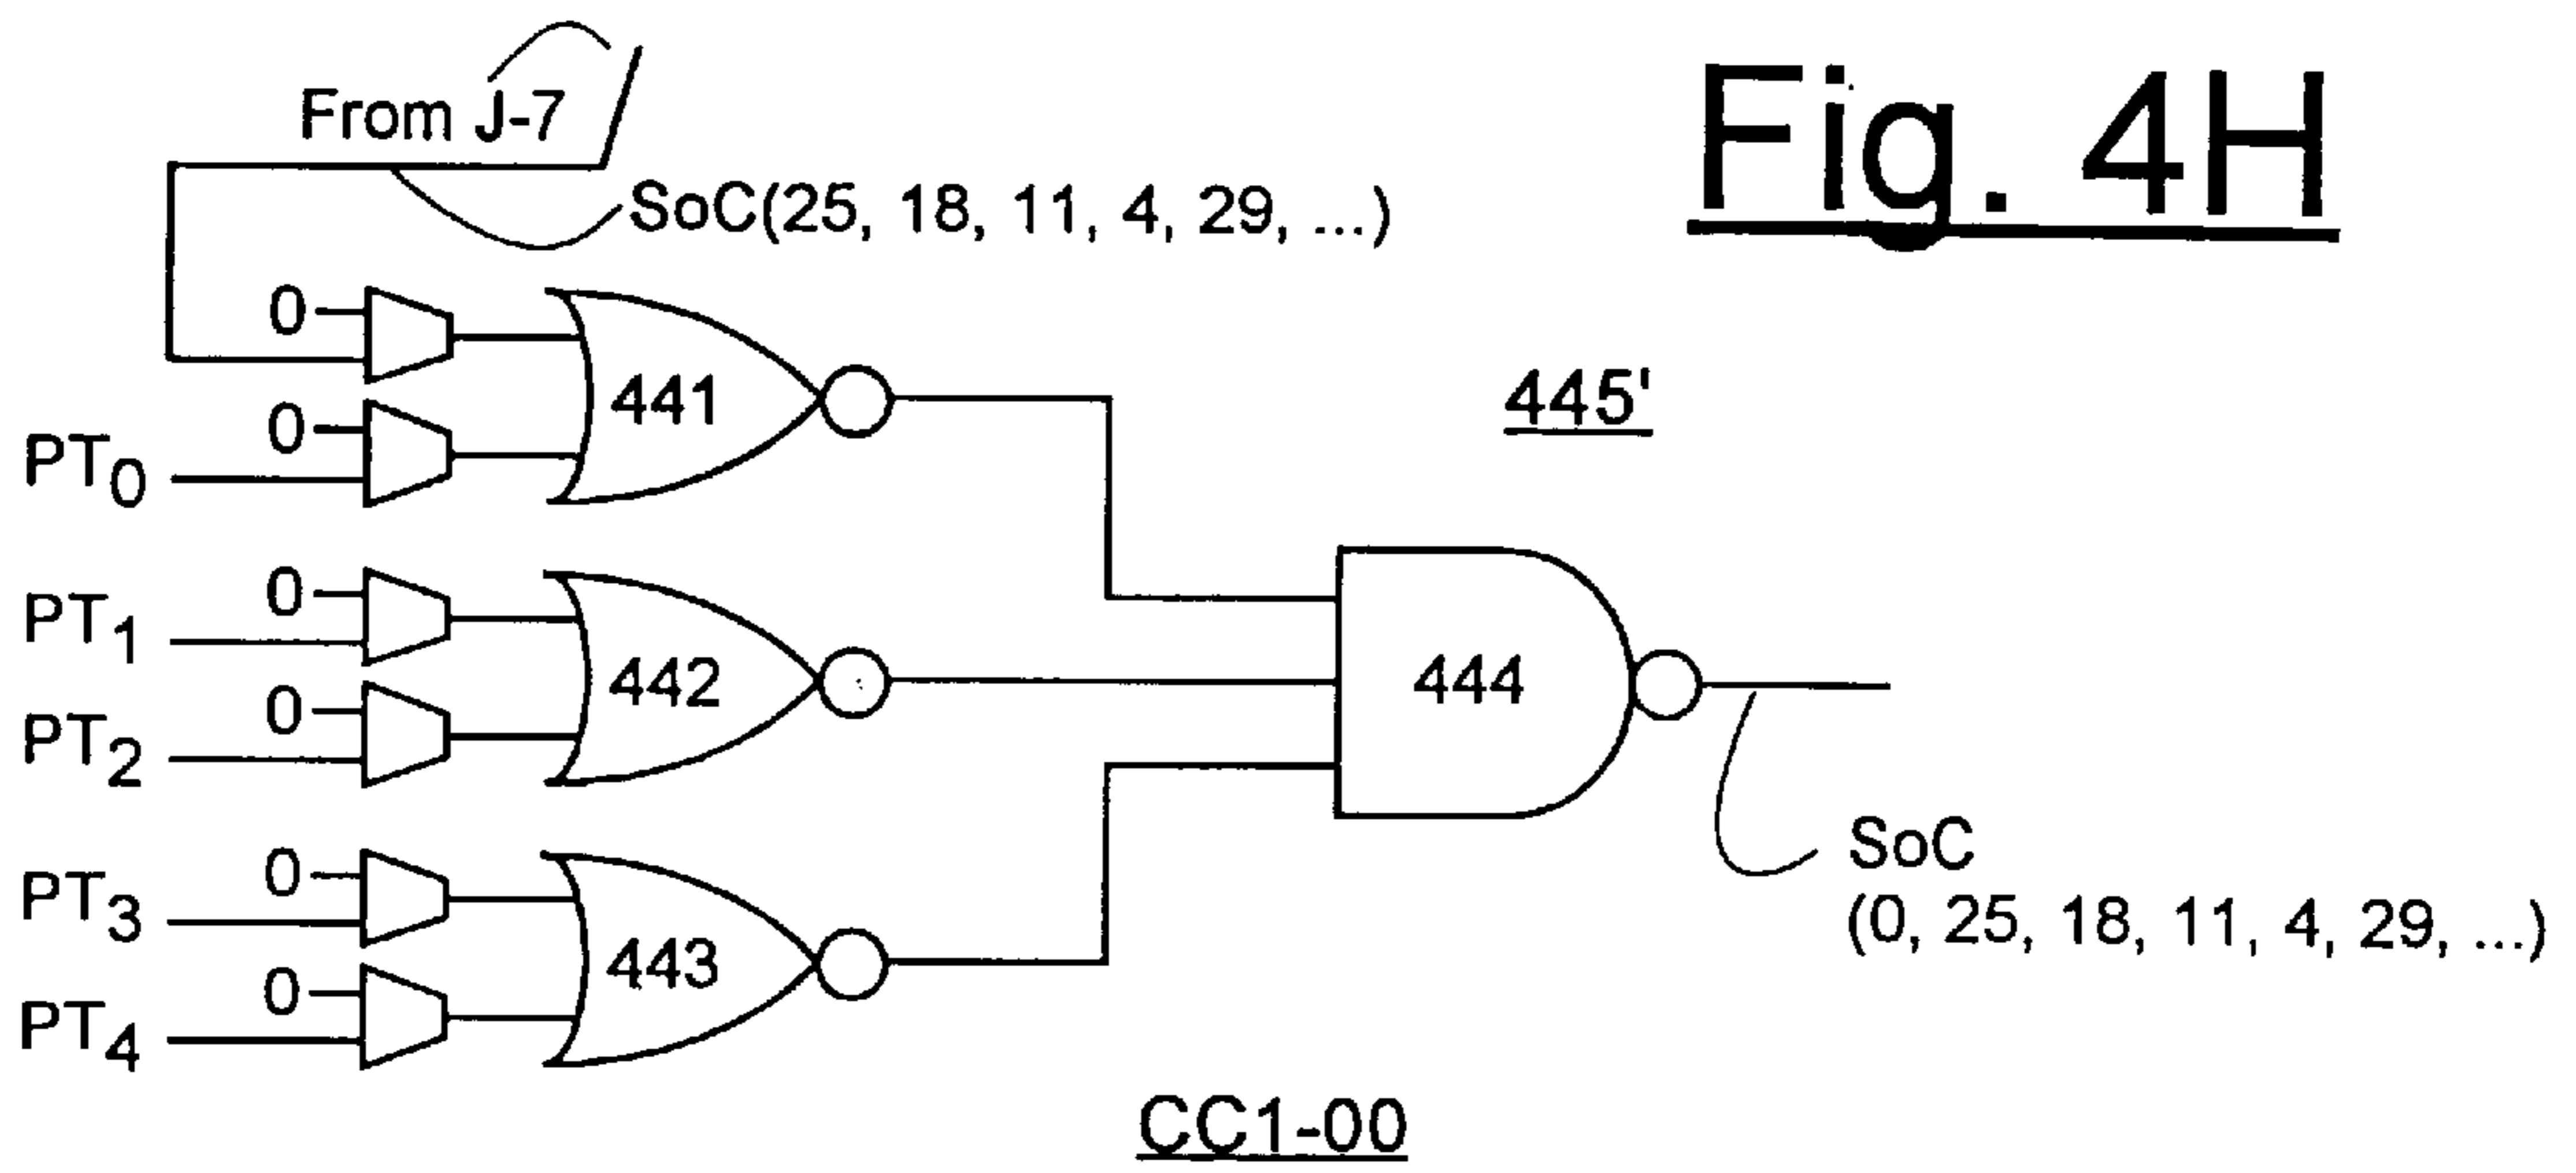 From J-7
Fig. 4H
SoC(25, 18, 11, 4, 29, ...)
0
441
0
PT0
445'
0
PT1
442
0
PT2
444
0
PT3
443
0
PT4
SoC
(0, 25, 18, 11, 4, 29, ...)
CC1-00